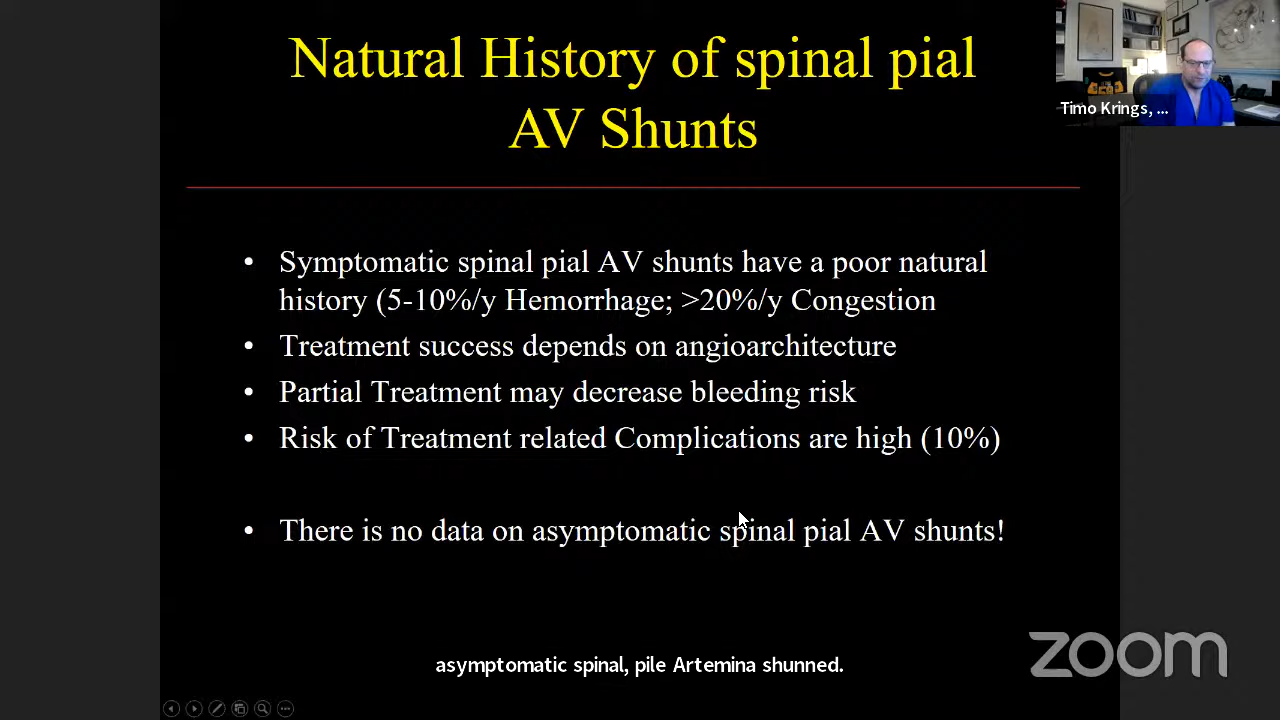 Natural History of spinal pial
AV Shunts
Timo Krings, ...
• Symptomatic spinal pial AV shunts have a poor natural
history (5-10%/y Hemorrhage; >20%/y Congestion
• Treatment success depends on angioarchitecture
• Partial Treatment may decrease bleeding risk
• Risk of Treatment related Complications are high (10%)
• There is no data on asymptomatic spinal pial AV shunts!
asymptomatic spinal, pile Artemina shunned.
zoom